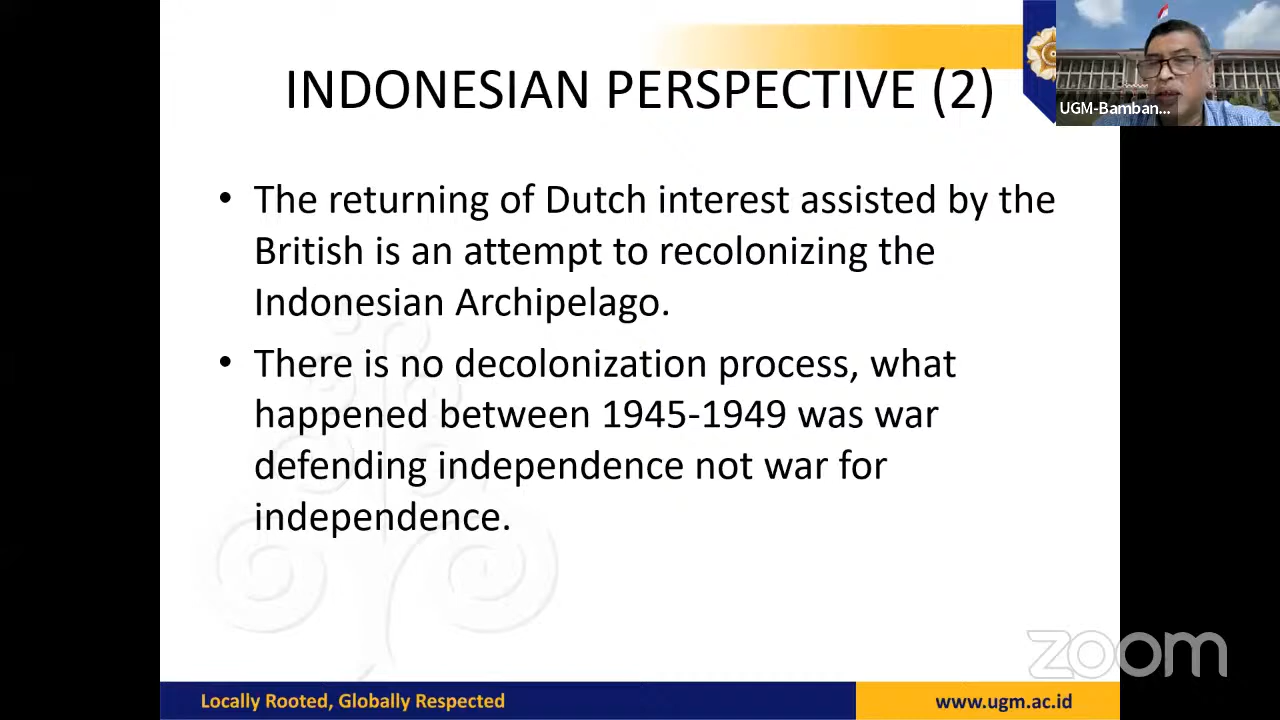 INDONESIAN PERSPECTIVE (2)
UGM-Bamban...
• The returning of Dutch interest assisted by the
British is an attempt to recolonizing the
Indonesian Archipelago.
• There is no decolonization process, what
happened between 1945-1949 was war
defending independence not war for
independence.
zoom
Locally Rooted, Globally Respected
www.ugm.ac.id